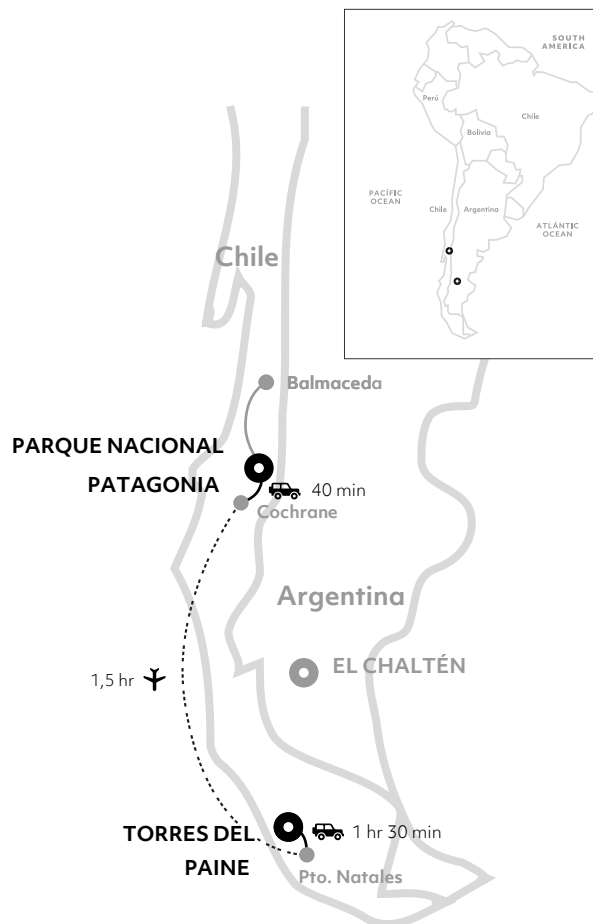 SOUTH
AMERICA
Perú
Chile
Bolivia
PACÍFIC
OCEAN
Chile
Argentina
ATLÁNTIC
OCEAN
Chile
Balmaceda
PARQUE NACIONAL
PATAGONIA
40 min
Cochrane
Argentina
EL CHALTÉN
1,5 hr
TORRES DEL
PAINE
1 hr 30 min
Pto. Natales